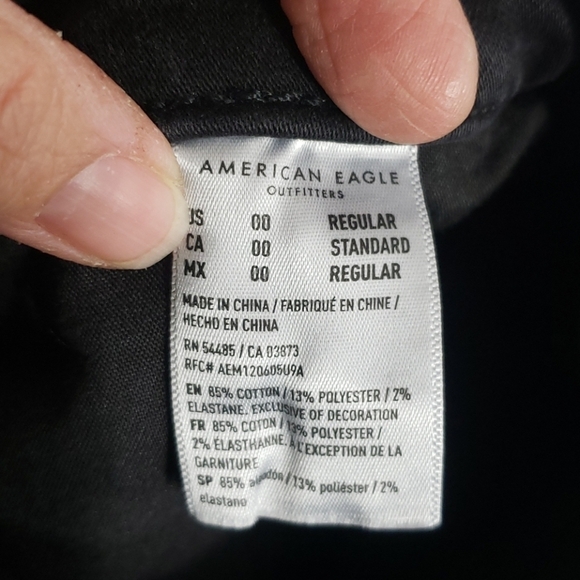 AMERICAN EAGLE
OUTFITTERS
US 00 REGULAR
CA 00 STANDARD
MX 00 REGULAR
MADE IN CHINA / FABRIQUÉ EN CHINE /
HECHO EN CHINA
RN 54485 / CA 03873
RFC# AEM120605U9A
EN 85% COTTON / 13% POLYESTER / 2%
ELASTANE. EXCLUSIVE OF DECORATION
FR 85% COTON / 13% POLYESTER /
2% ÉLASTHANNE. À L'EXCEPTION DE LA
GARNITURE
SP 85% algodón / 13% poliéster / 2%
elastano